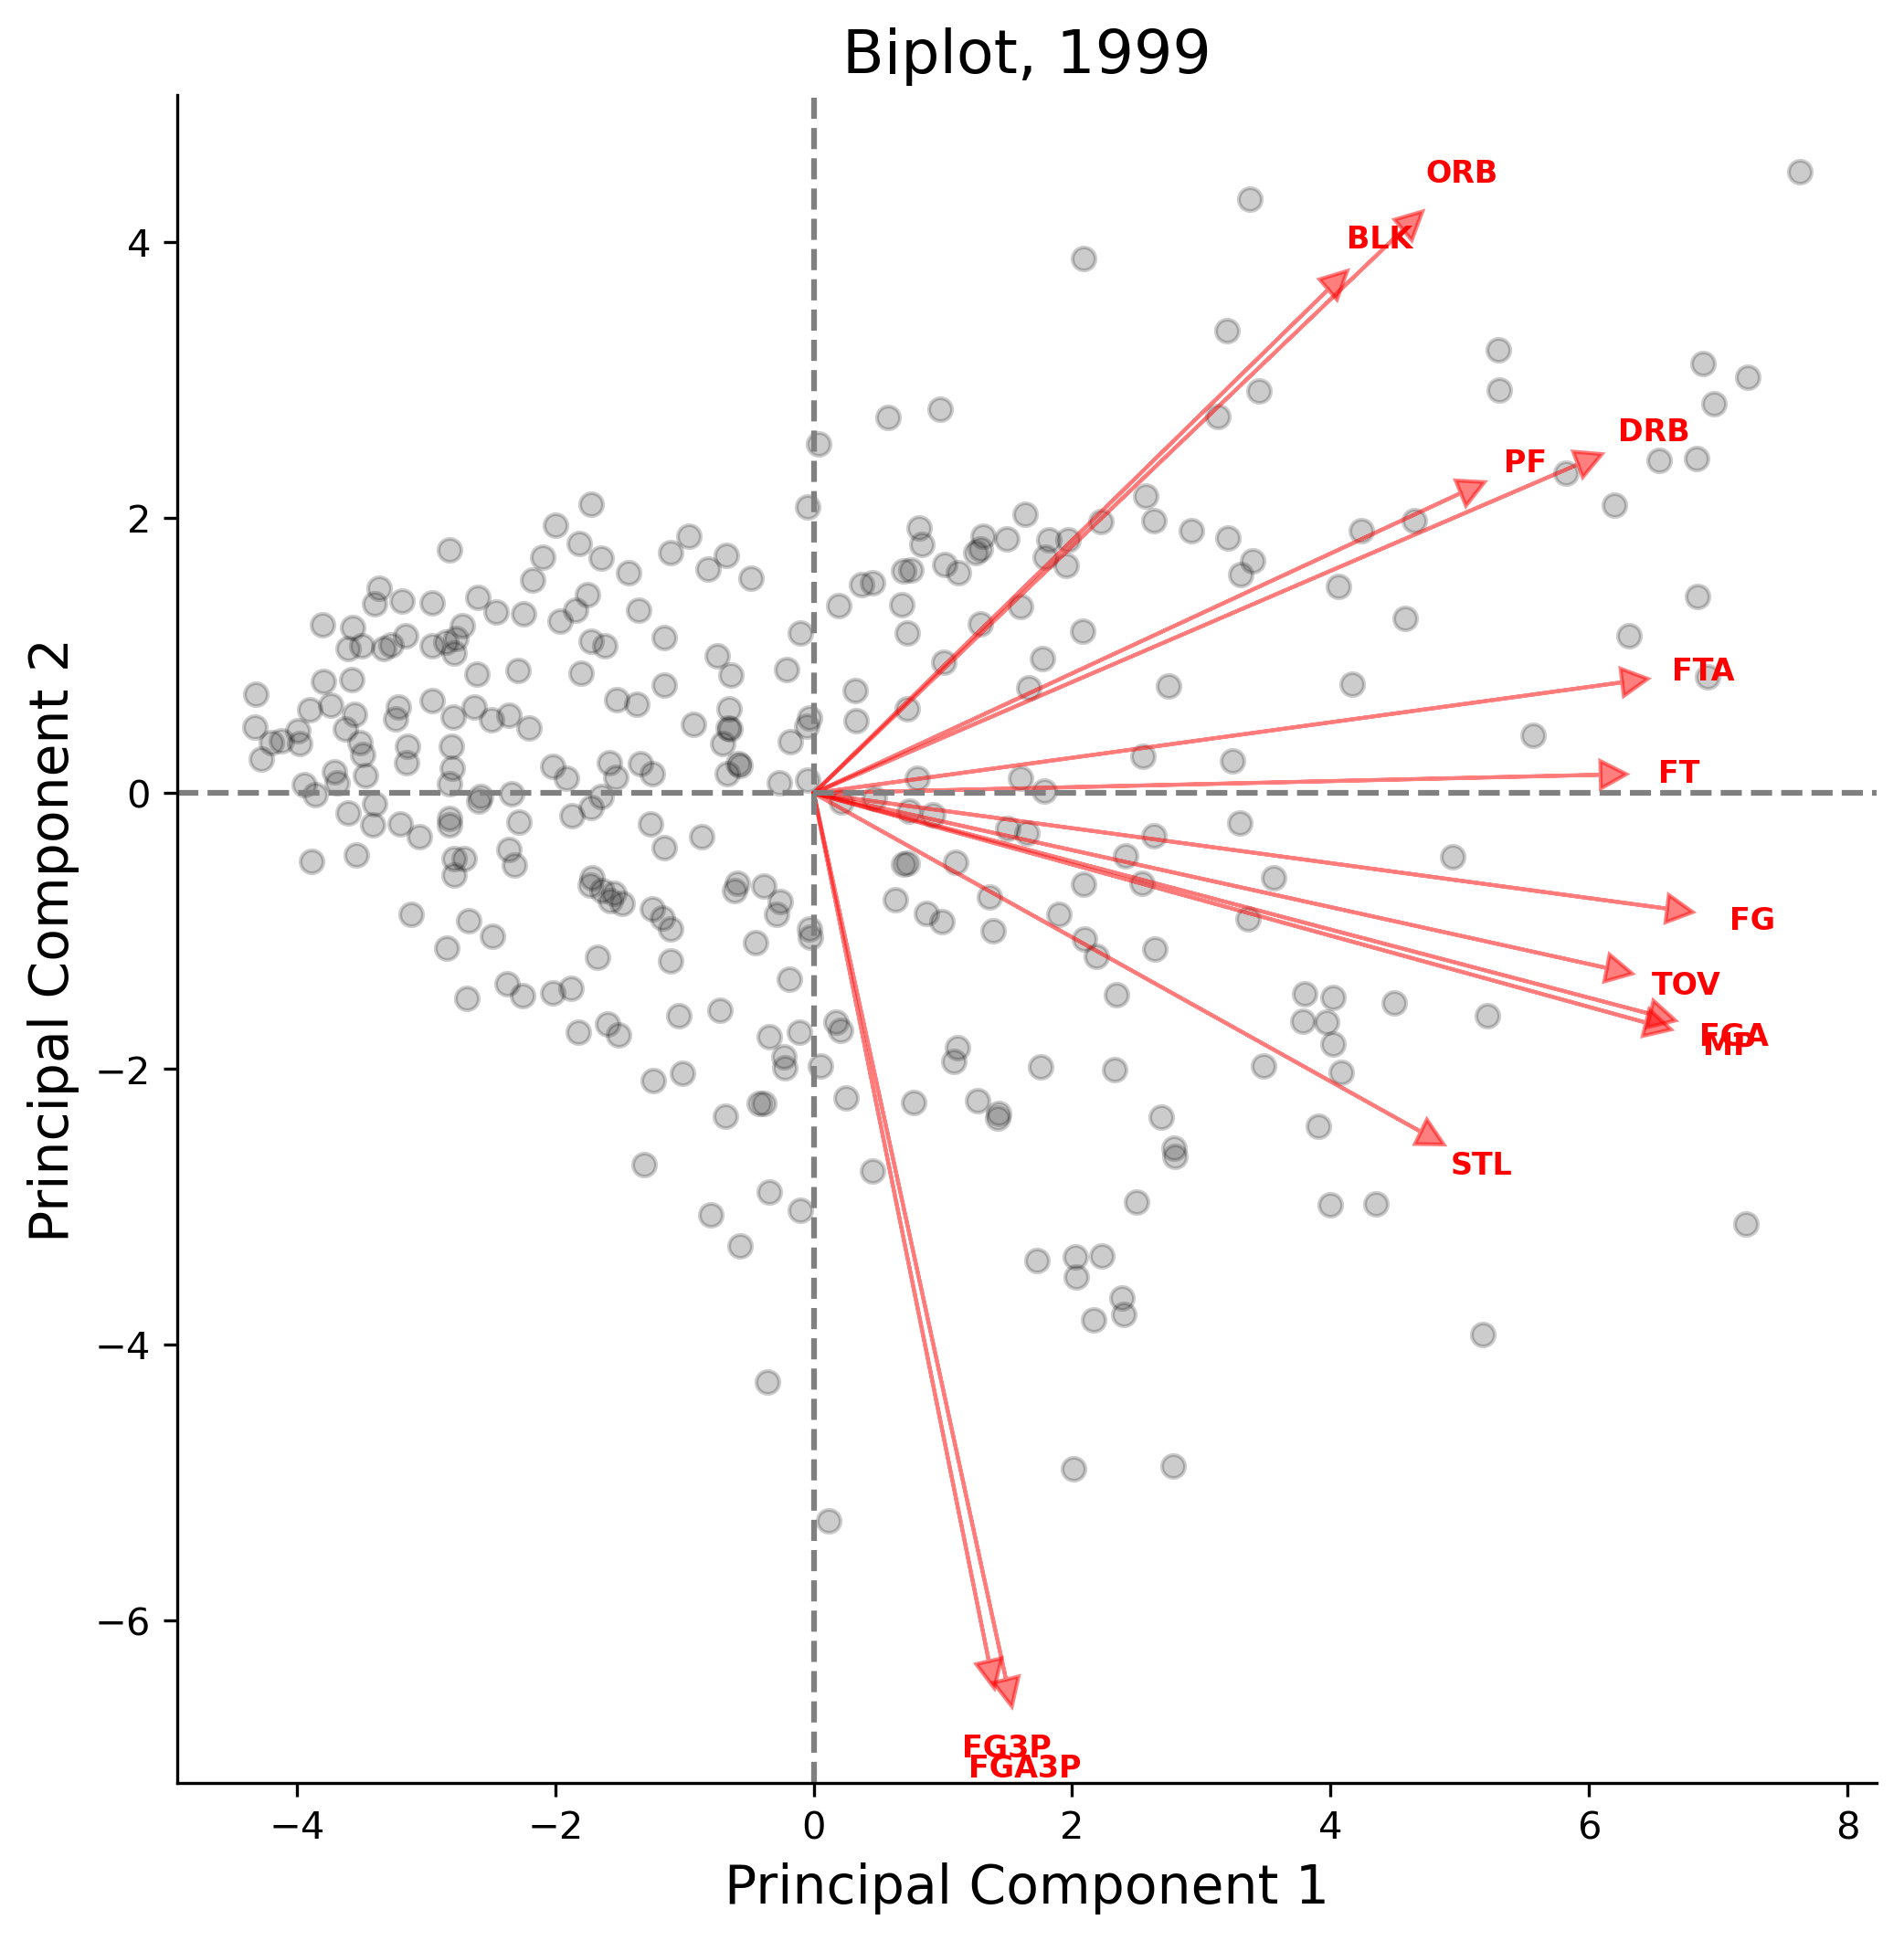 Biplot, 1999
ORB
BLK
DRB
PF
FTA
FT
FG
TOV
FGA
MP
STL
FG3P
FGA3P
4
2
0
−2
−4
−6
Principal Component 2
−4
−2
0
2
4
6
8
Principal Component 1